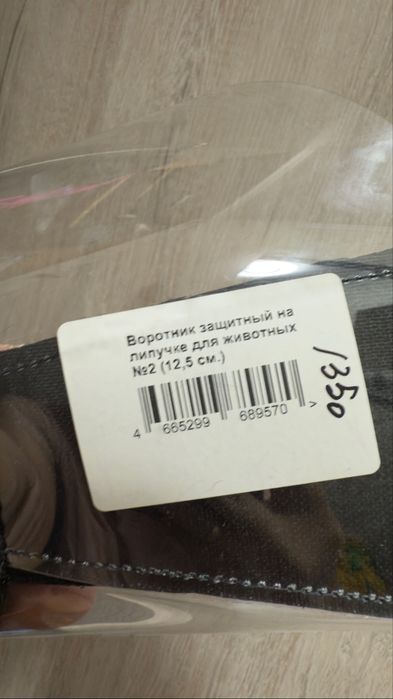 Воротник защитный на
липучке для животных
№2 (12,5 см.)
4 665299 689570 >
1350